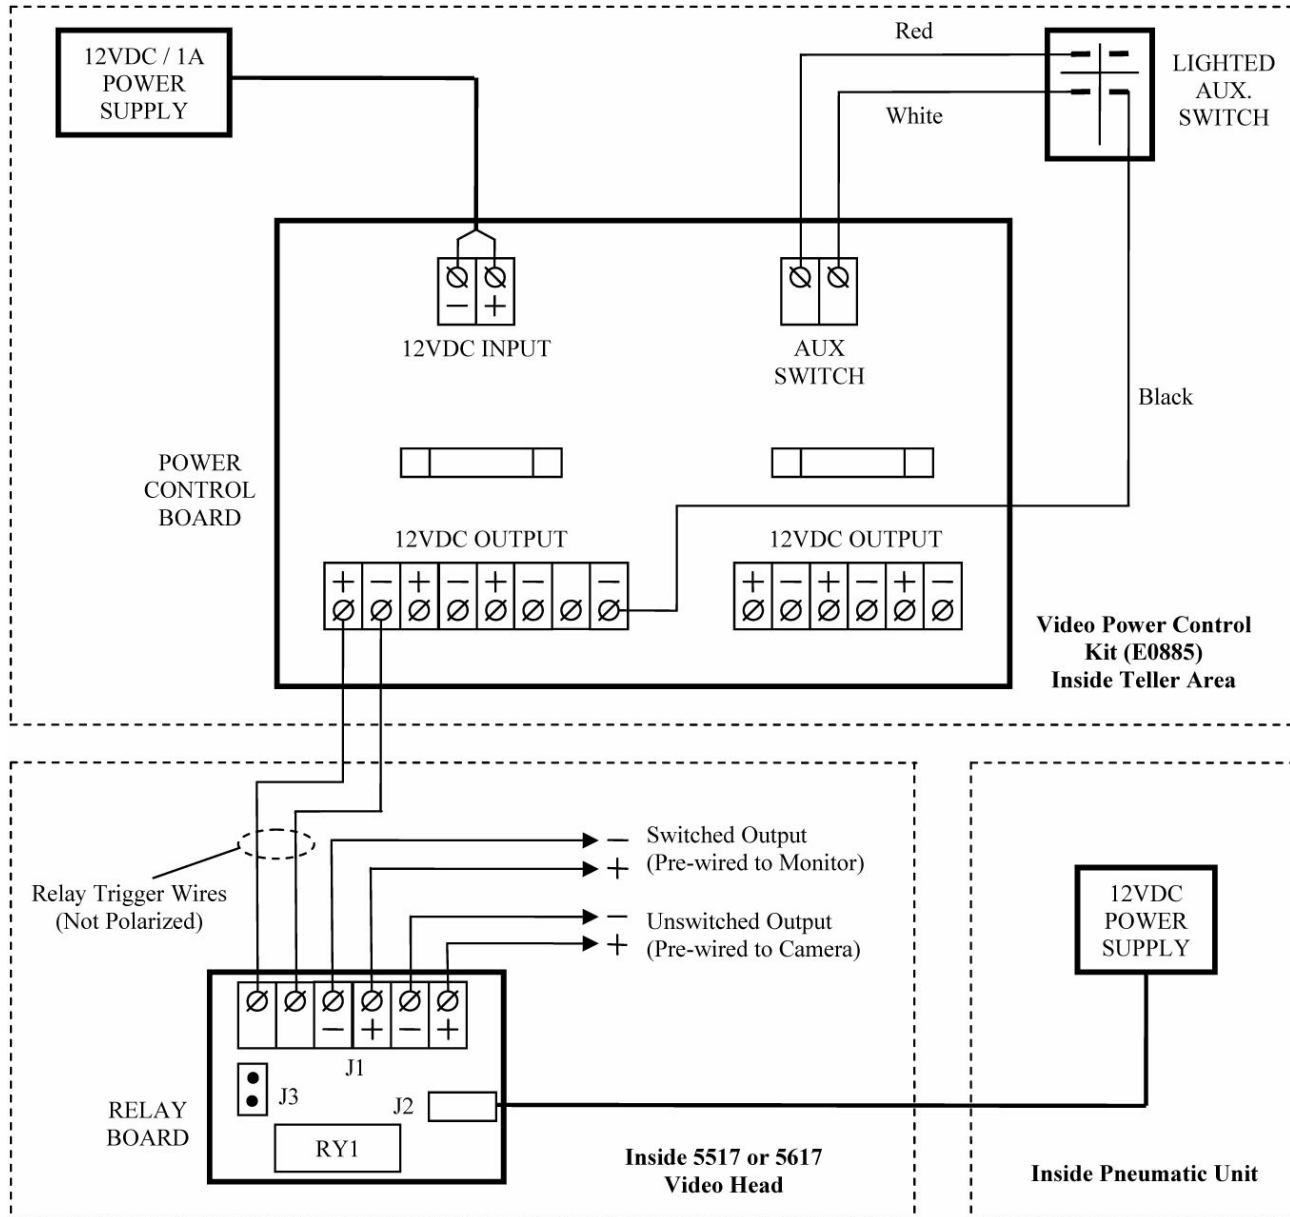 Red
12VDC / 1A
POWER
SUPPLY
LIGHTED
AUX.
SWITCH
White
− +
12VDC INPUT
AUX
SWITCH
Black
POWER
CONTROL
BOARD
12VDC OUTPUT
+ − + − + − −
12VDC OUTPUT
+ − + − + −
Video Power Control
Kit (E0885)
Inside Teller Area
− Switched Output
+ (Pre-wired to Monitor)
Relay Trigger Wires
(Not Polarized)
− Unswitched Output
+ (Pre-wired to Camera)
12VDC
POWER
SUPPLY
− + − +
J1
J3
J2
RELAY
BOARD
RY1
Inside 5517 or 5617
Video Head
Inside Pneumatic Unit